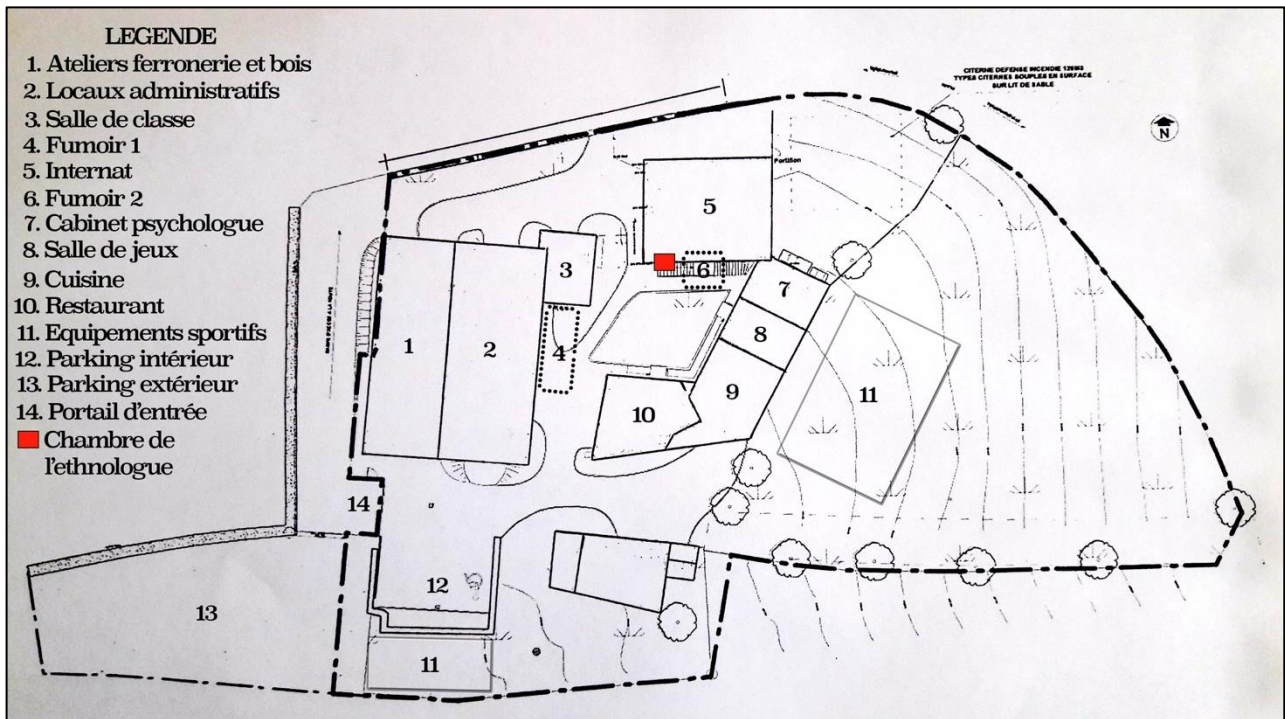 LEGENDE
1. Ateliers ferronerie et bois
2. Locaux administratifs
3. Salle de classe
4. Fumoir 1
5. Internat
6. Fumoir 2
7. Cabinet psychologue
8. Salle de jeux
9. Cuisine
10. Restaurant
11. Equipements sportifs
12. Parking intérieur
13. Parking extérieur
14. Portail d'entrée
Chambre de
l'ethnologue
CITERNE DEFENSE INCENDIE 120M3
TYPES CITERNES SOUPLES EN SURFACE
SUR LIT DE SABLE
N
5
3
6
7
8
1
2
4
9
10
11
14
12
13
11